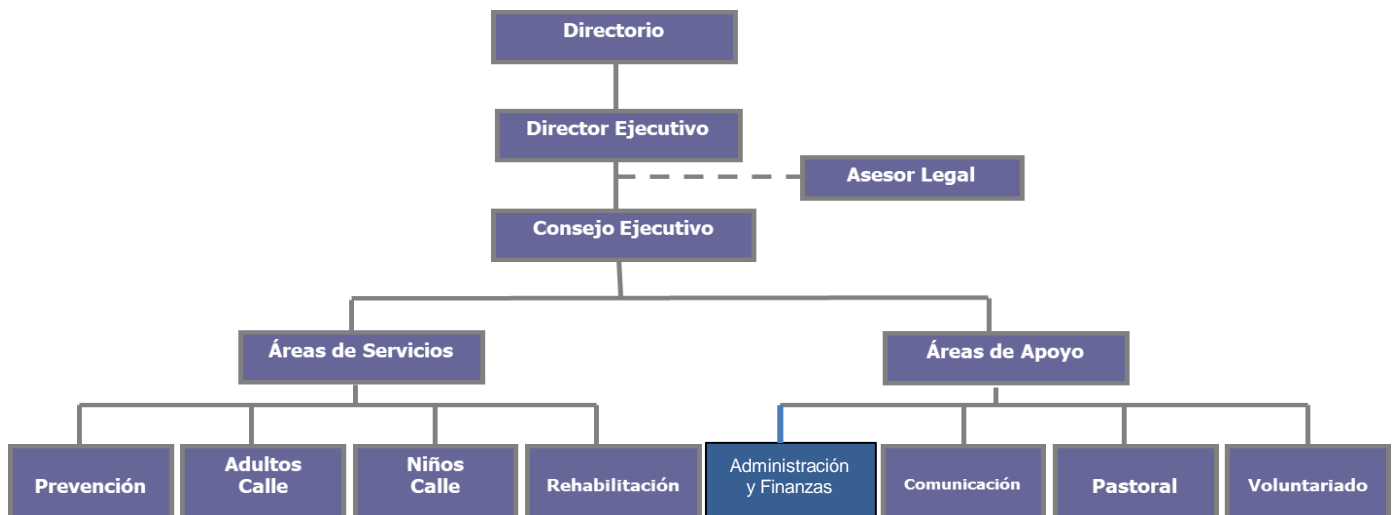 Directorio
Director Ejecutivo
Asesor Legal
Consejo Ejecutivo
Áreas de Servicios
Áreas de Apoyo
Prevención
Adultos
Calle
Niños
Calle
Rehabilitación
Administración
y Finanzas
Comunicación
Pastoral
Voluntariado